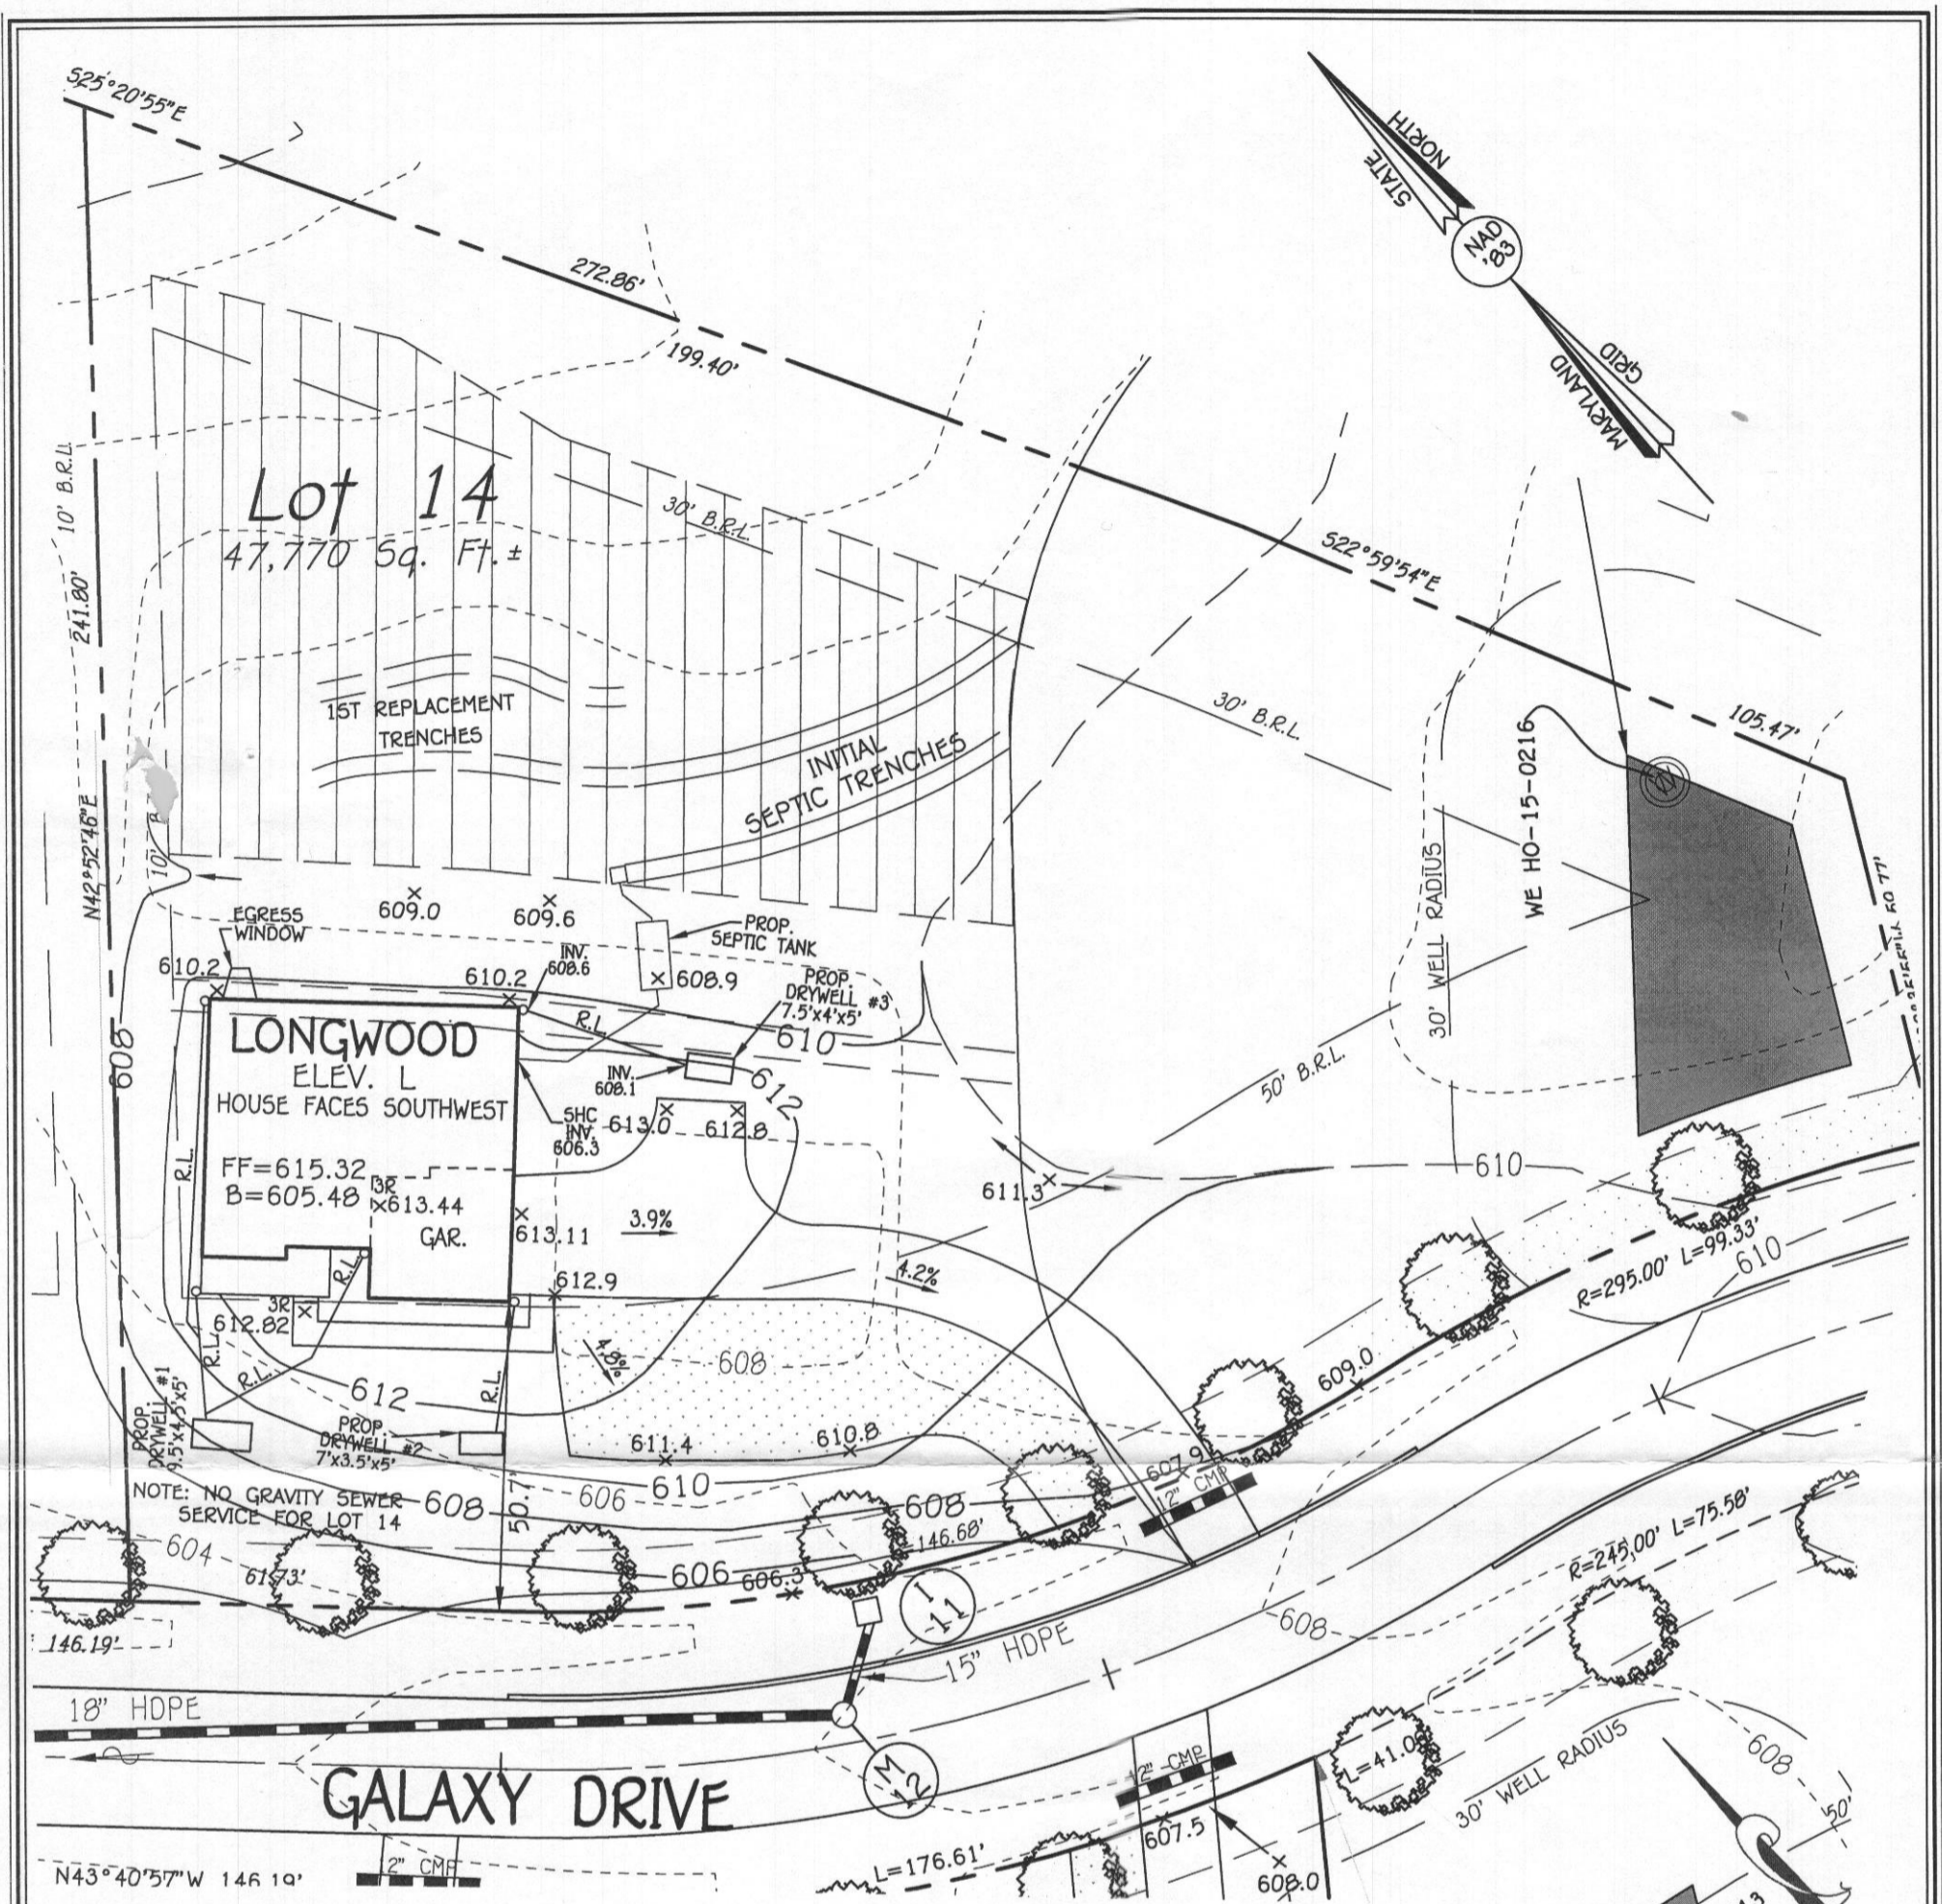 S25°20'55"E
272.86'
199.40'
STATE NORTH
NAD '83
MARYLAND GRID
Lot 14
47,770 Sq. Ft.±
30' B.R.L.
10' B.R.L.
241.80'
N42°52'46"E
S22°59'54"E
105.47'
1ST REPLACEMENT
TRENCHES
INITIAL
SEPTIC TRENCHES
30' B.R.L.
30' WELL RADIUS
WE HO-15-0216
10' B
609.0
609.6
EGRESS
WINDOW
PROP.
SEPTIC TANK
INV.
608.6
610.2
610.2
608.9
PROP.
DRYWELL #3
7.5'x4'x5'
R.L.
610
608
LONGWOOD
ELEV. L
HOUSE FACES SOUTHWEST
INV.
608.1
612
50' B.R.L.
SHC
INV.
606.3
613.0
612.8
R.L.
FF=615.32
B=605.48
3R
613.44
GAR.
613.11
3.9%
611.3
610
4.2%
612.9
R.L.
3R
612.82
R=295.00' L=99.33'
610
4.8%
608
609.0
R.L.
R.L.
612
R.L.
PROP.
DRYWELL #1
9.5'x4.5'x5'
PROP.
DRYWELL #2
7'x3.5'x5'
611.4
610.8
607.9
12" CMP
NOTE: NO GRAVITY SEWER
SERVICE FOR LOT 14
608
50.7'
606
610
608
146.68'
604
61.73'
606
606.3
I
11
R=245.00' L=75.58'
146.19'
15" HDPE
608
18" HDPE
M
12
GALAXY DRIVE
2" CMP
L=41.05
30' WELL RADIUS
608
50'
607.5
608.0
L=176.61'
N43°40'57"W 146.19'
2" CMP